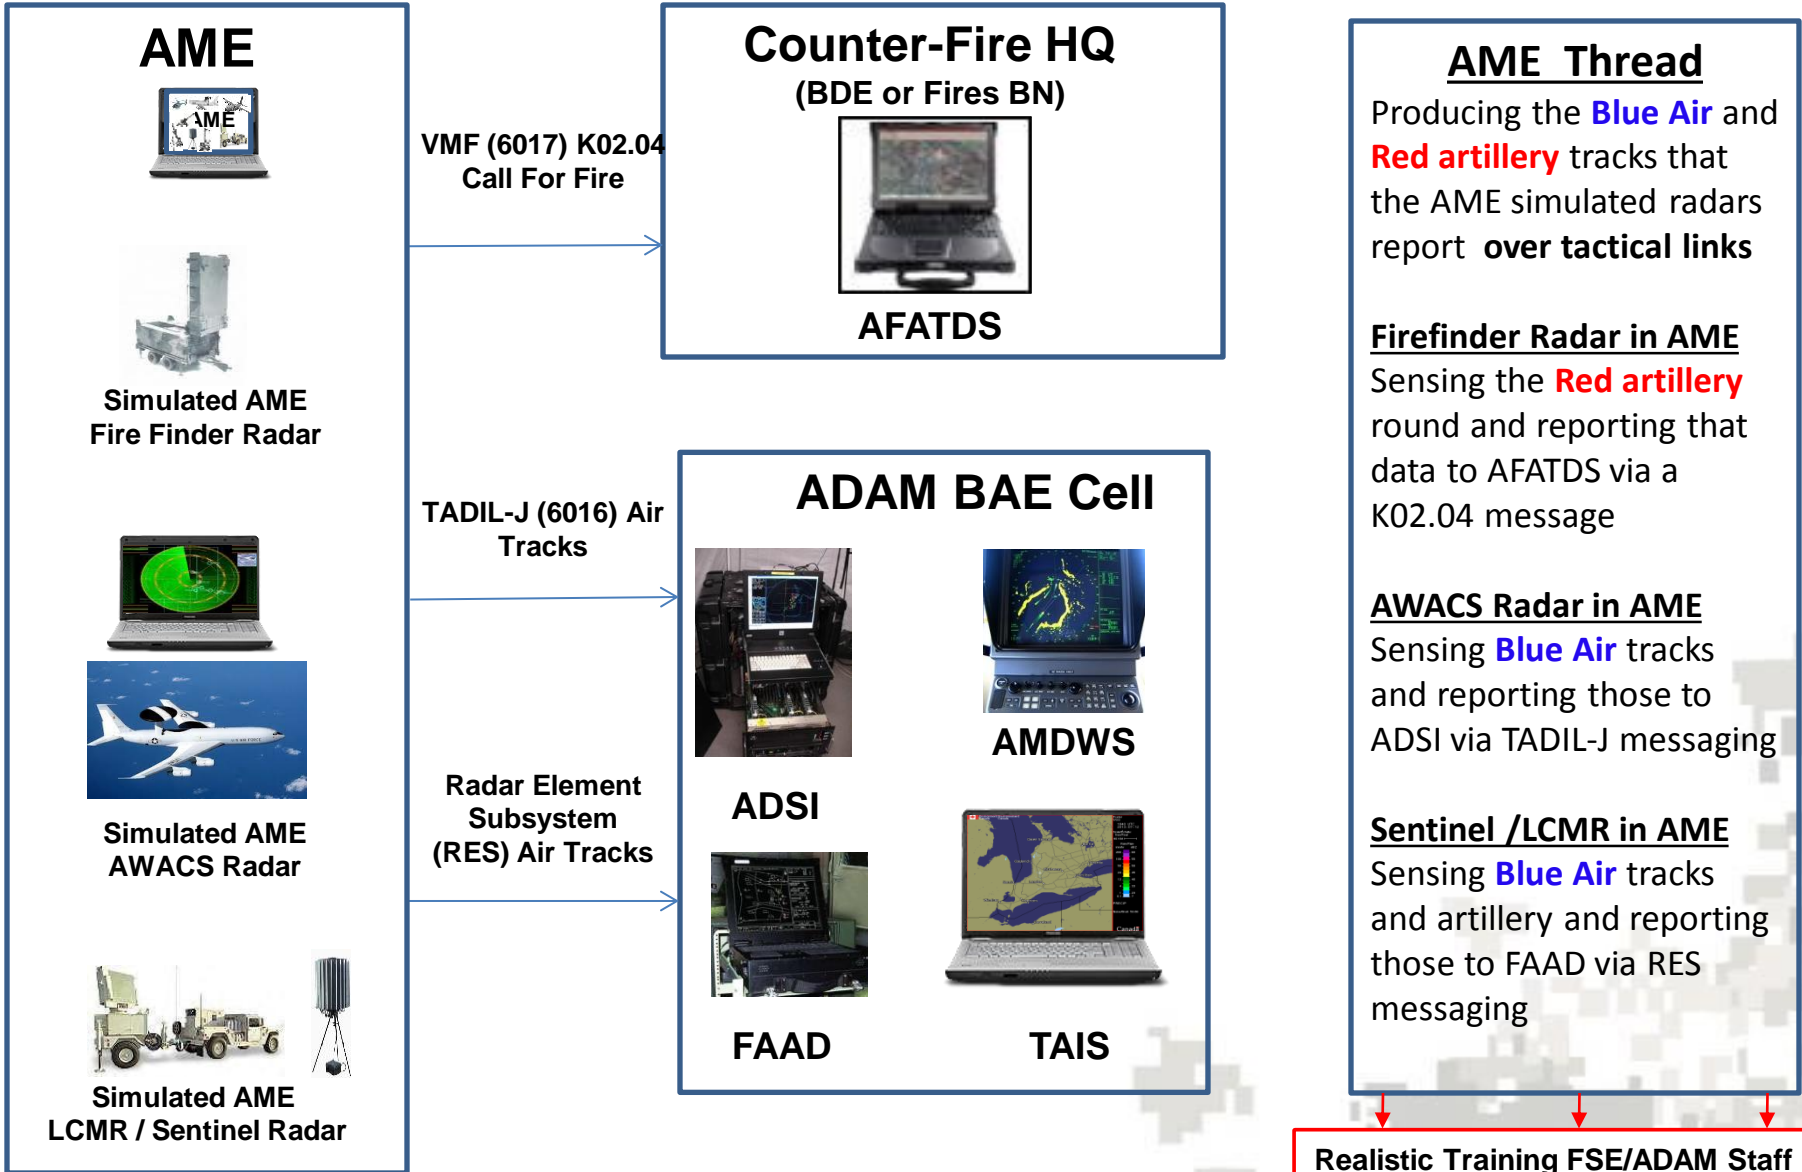 AME
AME
Simulated AME
Fire Finder Radar
Simulated AME
AWACS Radar
Simulated AME
LCMR / Sentinel Radar
VMF (6017) K02.04
Call For Fire
TADIL-J (6016) Air
Tracks
Radar Element
Subsystem
(RES) Air Tracks
Counter-Fire HQ
(BDE or Fires BN)
AFATDS
ADAM BAE Cell
ADSI
AMDWS
FAAD
Canada
TAIS
AME Thread
Producing the Blue Air and
Red artillery tracks that
the AME simulated radars
report over tactical links
Firefinder Radar in AME
Sensing the Red artillery
round and reporting that
data to AFATDS via a
K02.04 message
AWACS Radar in AME
Sensing Blue Air tracks
and reporting those to
ADSI via TADIL-J messaging
Sentinel /LCMR in AME
Sensing Blue Air tracks
and artillery and reporting
those to FAAD via RES
messaging
Realistic Training FSE/ADAM Staff